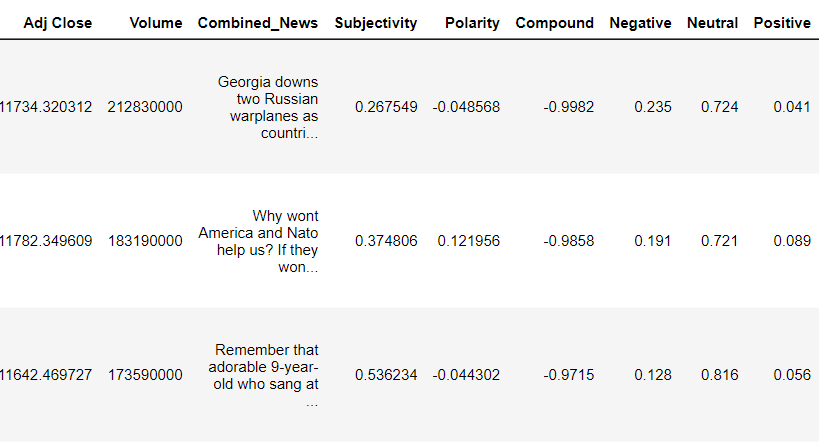 Adj Close Volume Combined_News Subjectivity Polarity Compound Negative Neutral Positive
Georgia downs
two Russian
11734.320312 212830000 warplanes as 0.267549 -0.048568 -0.9982 0.235 0.724 0.041
countri...
Why wont
America and Nato
11782.349609 183190000 help us? If they 0.374806 0.121956 -0.9858 0.191 0.721 0.089
won...
Remember that
adorable 9-year-
11642.469727 173590000 old who sang at 0.536234 -0.044302 -0.9715 0.128 0.816 0.056
...